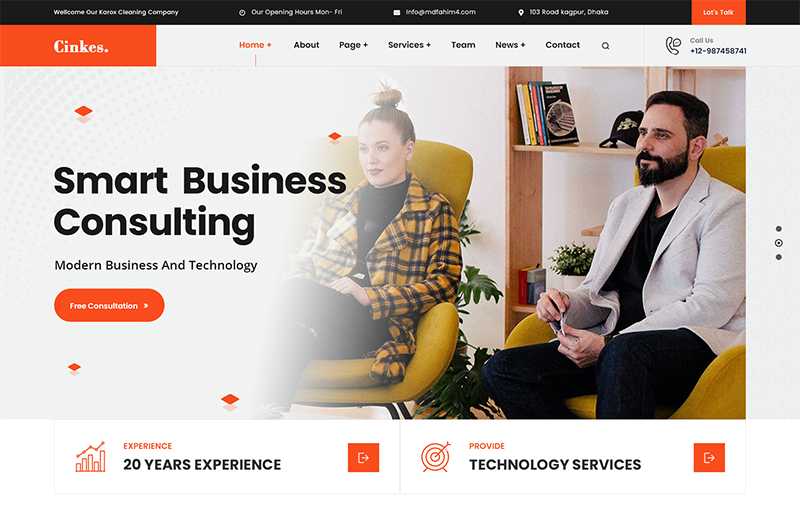 Wellcome Our Karox Cleaning Company
Our Opening Hours Mon- Fri
Info@mdfahim4.com
103 Road kagpur, Dhaka
Let's Talk
Cinkes.
Home +
About
Page +
Services +
Team
News +
Contact
Call Us
+12-987458741
Smart Business
Consulting
Modern Business And Technology
Free Consultation »
EXPERIENCE
20 YEARS EXPERIENCE
PROVIDE
TECHNOLOGY SERVICES